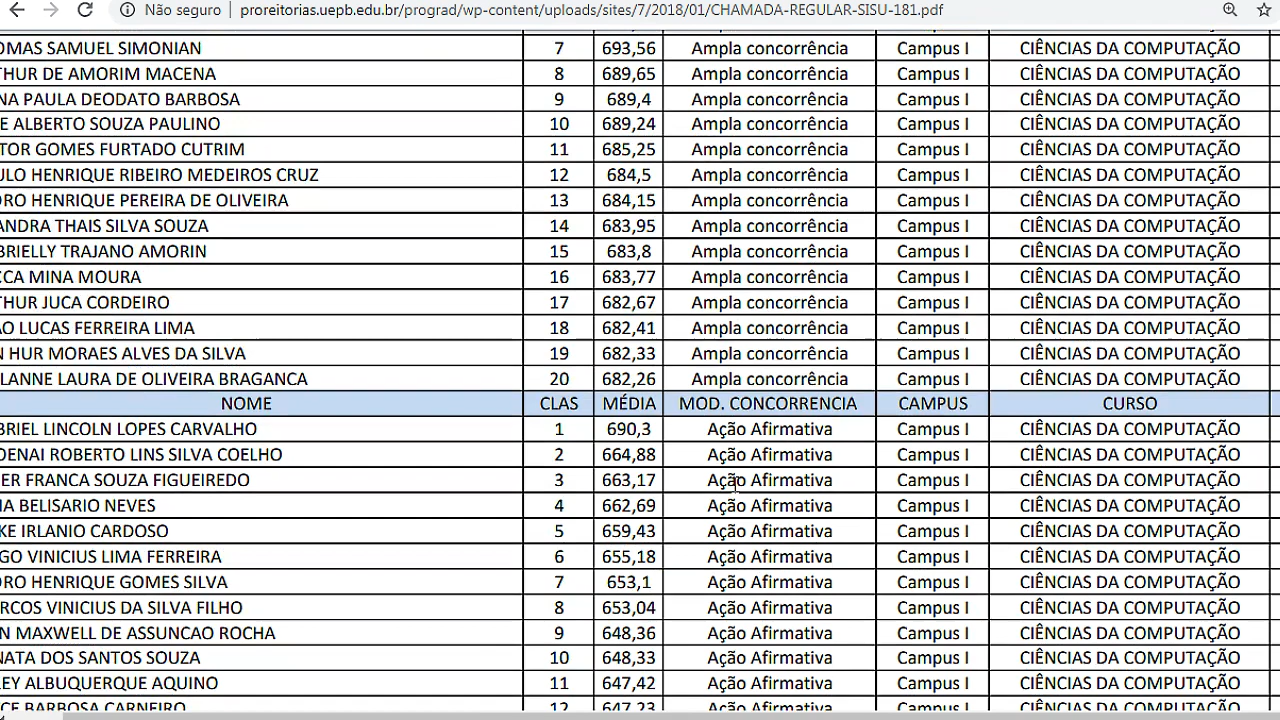 Não seguro | proreitorias.uepb.edu.br/prograd/wp-content/uploads/sites/7/2018/01/CHAMADA-REGULAR-SISU-181.pdf
OMAS SAMUEL SIMONIAN 7 693,56 Ampla concorrência Campus I CIÊNCIAS DA COMPUTAÇÃO
THUR DE AMORIM MACENA 8 689,65 Ampla concorrência Campus I CIÊNCIAS DA COMPUTAÇÃO
NA PAULA DEODATO BARBOSA 9 689,4 Ampla concorrência Campus I CIÊNCIAS DA COMPUTAÇÃO
E ALBERTO SOUZA PAULINO 10 689,24 Ampla concorrência Campus I CIÊNCIAS DA COMPUTAÇÃO
TOR GOMES FURTADO CUTRIM 11 685,25 Ampla concorrência Campus I CIÊNCIAS DA COMPUTAÇÃO
ULO HENRIQUE RIBEIRO MEDEIROS CRUZ 12 684,5 Ampla concorrência Campus I CIÊNCIAS DA COMPUTAÇÃO
DRO HENRIQUE PEREIRA DE OLIVEIRA 13 684,15 Ampla concorrência Campus I CIÊNCIAS DA COMPUTAÇÃO
ANDRA THAIS SILVA SOUZA 14 683,95 Ampla concorrência Campus I CIÊNCIAS DA COMPUTAÇÃO
BRIELLY TRAJANO AMORIN 15 683,8 Ampla concorrência Campus I CIÊNCIAS DA COMPUTAÇÃO
CCA MINA MOURA 16 683,77 Ampla concorrência Campus I CIÊNCIAS DA COMPUTAÇÃO
THUR JUCA CORDEIRO 17 682,67 Ampla concorrência Campus I CIÊNCIAS DA COMPUTAÇÃO
AO LUCAS FERREIRA LIMA 18 682,41 Ampla concorrência Campus I CIÊNCIAS DA COMPUTAÇÃO
N HUR MORAES ALVES DA SILVA 19 682,33 Ampla concorrência Campus I CIÊNCIAS DA COMPUTAÇÃO
LANNE LAURA DE OLIVEIRA BRAGANCA 20 682,26 Ampla concorrência Campus I CIÊNCIAS DA COMPUTAÇÃO
NOME CLAS MÉDIA MOD. CONCORRENCIA CAMPUS CURSO
BRIEL LINCOLN LOPES CARVALHO 1 690,3 Ação Afirmativa Campus I CIÊNCIAS DA COMPUTAÇÃO
DENAI ROBERTO LINS SILVA COELHO 2 664,88 Ação Afirmativa Campus I CIÊNCIAS DA COMPUTAÇÃO
ER FRANCA SOUZA FIGUEIREDO 3 663,17 Ação Afirmativa Campus I CIÊNCIAS DA COMPUTAÇÃO
IA BELISARIO NEVES 4 662,69 Ação Afirmativa Campus I CIÊNCIAS DA COMPUTAÇÃO
KE IRLANIO CARDOSO 5 659,43 Ação Afirmativa Campus I CIÊNCIAS DA COMPUTAÇÃO
GO VINICIUS LIMA FERREIRA 6 655,18 Ação Afirmativa Campus I CIÊNCIAS DA COMPUTAÇÃO
DRO HENRIQUE GOMES SILVA 7 653,1 Ação Afirmativa Campus I CIÊNCIAS DA COMPUTAÇÃO
RCOS VINICIUS DA SILVA FILHO 8 653,04 Ação Afirmativa Campus I CIÊNCIAS DA COMPUTAÇÃO
N MAXWELL DE ASSUNCAO ROCHA 9 648,36 Ação Afirmativa Campus I CIÊNCIAS DA COMPUTAÇÃO
NATA DOS SANTOS SOUZA 10 648,33 Ação Afirmativa Campus I CIÊNCIAS DA COMPUTAÇÃO
LEY ALBUQUERQUE AQUINO 11 647,42 Ação Afirmativa Campus I CIÊNCIAS DA COMPUTAÇÃO
CE BARBOSA CARNEIRO 12 647,23 Ação Afirmativa Campus I CIÊNCIAS DA COMPUTAÇÃO